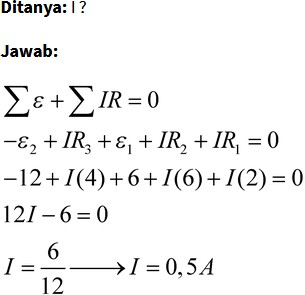 Ditanya: I ?
Jawab:
∑ε + ∑IR = 0
−ε₂ + IR₃ + ε₁ + IR₂ + IR₁ = 0
−12 + I(4) + 6 + I(6) + I(2) = 0
12I − 6 = 0
I = 6/12 ⟶ I = 0,5A